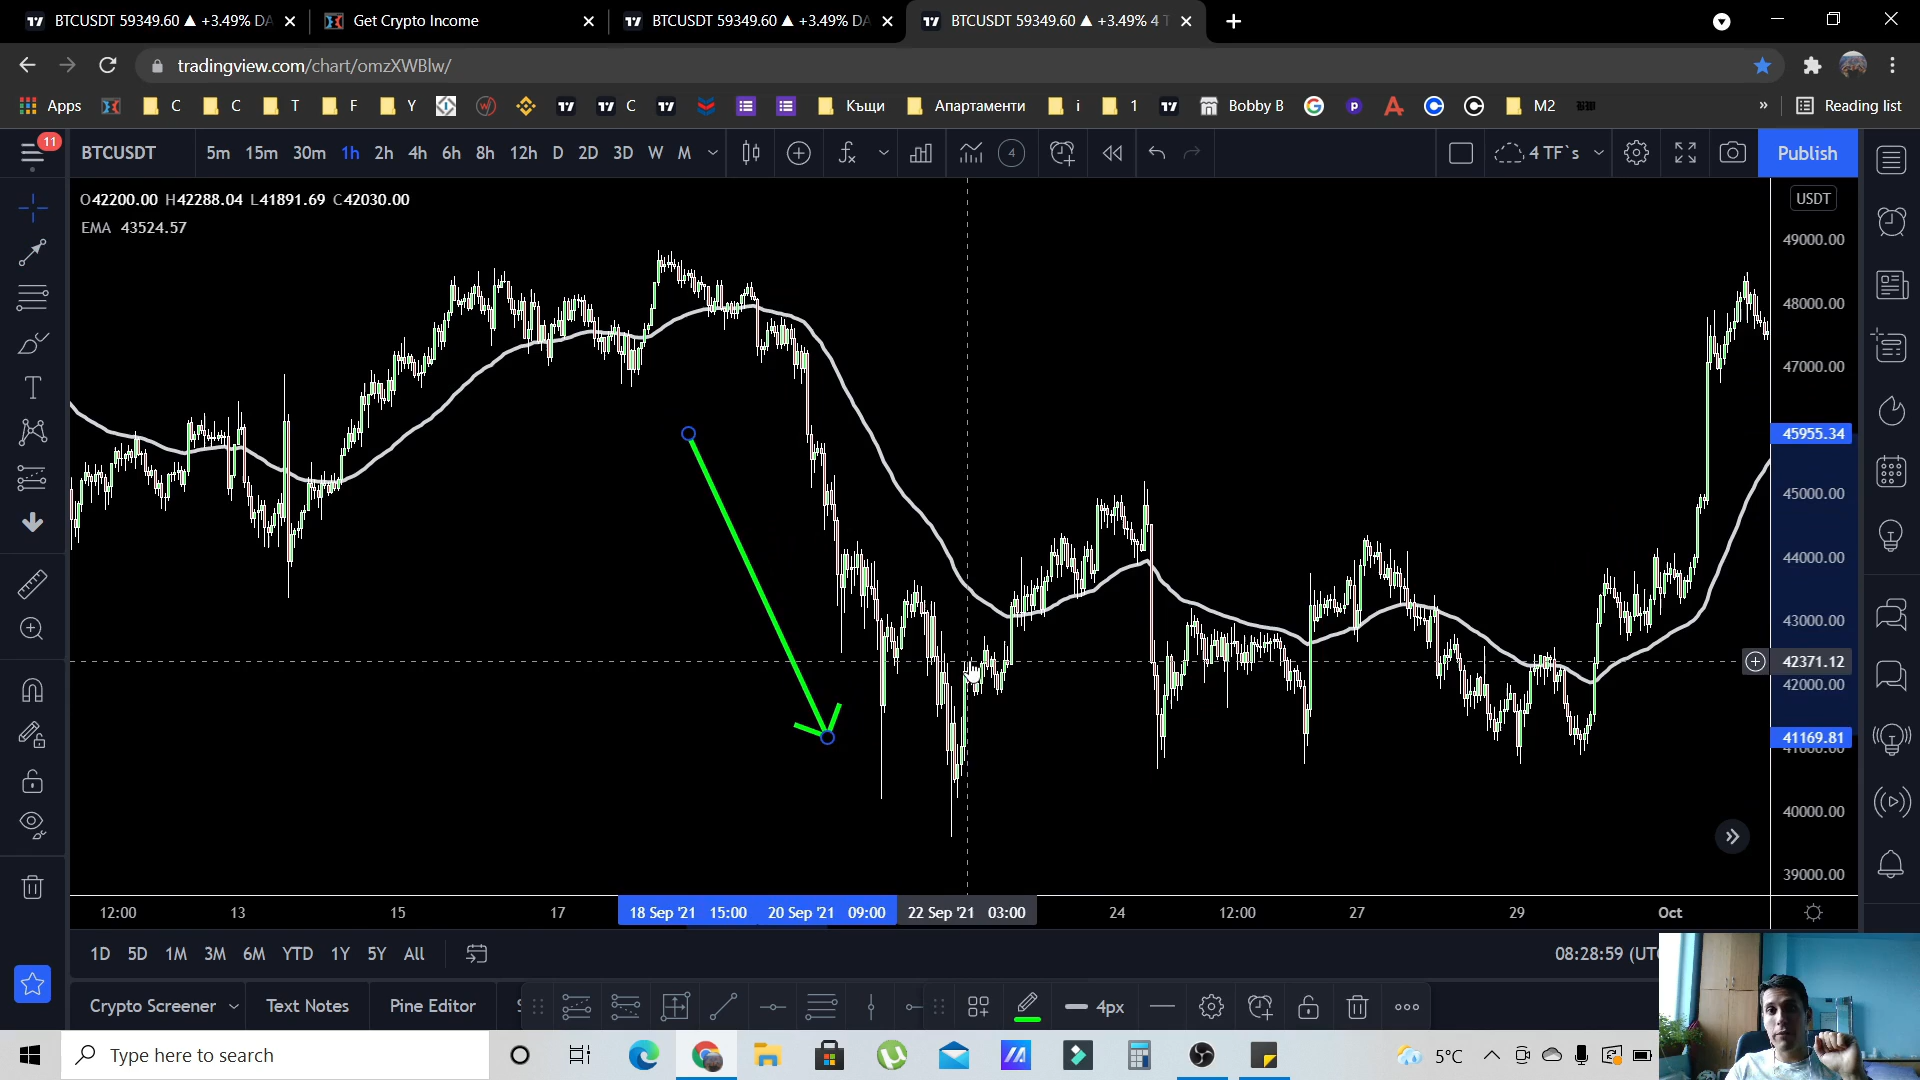 BTCUSDT 59349.60 ▲ +3.49% DA
Get Crypto Income
BTCUSDT 59349.60 ▲ +3.49% DA
BTCUSDT 59349.60 ▲ +3.49% 4 T
tradingview.com/chart/omzXWBlw/
Apps C C T F Y C Къщи Апартаменти i 1 Bobby B M2 » Reading list
11
BTCUSDT 5m 15m 30m 1h 2h 4h 6h 8h 12h D 2D 3D W M 4 4 TF`s Publish
O42200.00 H42288.04 L41891.69 C42030.00
EMA 43524.57
USDT
49000.00
48000.00
47000.00
45955.34
45000.00
44000.00
43000.00
42371.12
42000.00
41169.81
41000.00
40000.00
39000.00
12:00 13 15 17 18 Sep '21 15:00 20 Sep '21 09:00 22 Sep '21 03:00 24 12:00 27 29 Oct
1D 5D 1M 3M 6M YTD 1Y 5Y All 08:28:59 (UTC
Crypto Screener Text Notes Pine Editor 4px
Type here to search
5°C